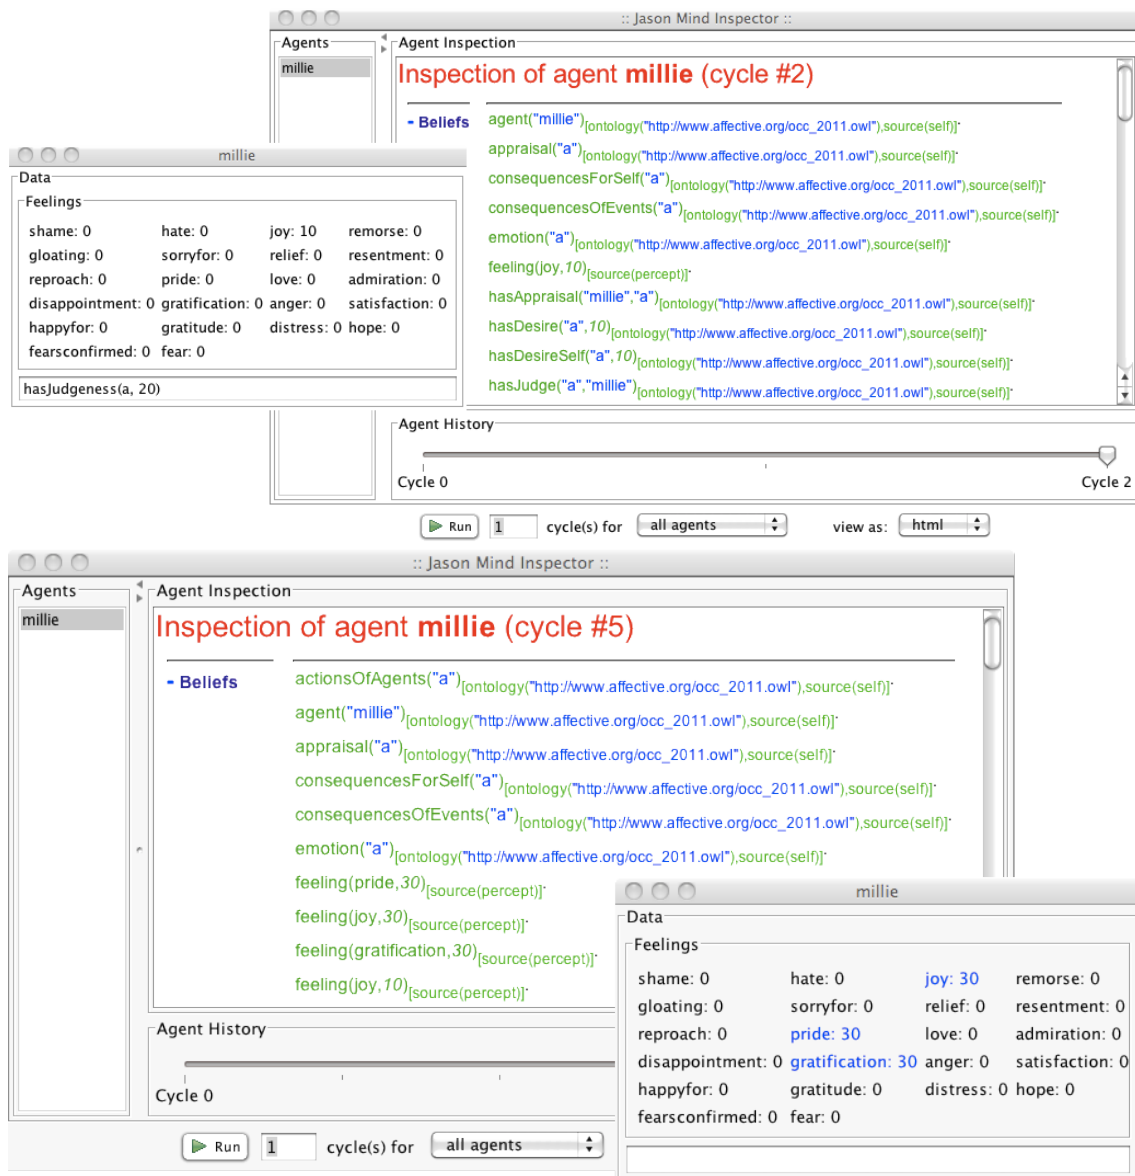 :: Jason Mind Inspector ::
Agents
millie
Agent Inspection
Inspection of agent millie (cycle #2)
- Beliefs
agent("millie")[ontology("http://www.affective.org/occ_2011.owl"),source(self)].
appraisal("a")[ontology("http://www.affective.org/occ_2011.owl"),source(self)].
consequencesForSelf("a")[ontology("http://www.affective.org/occ_2011.owl"),source(self)].
consequencesOfEvents("a")[ontology("http://www.affective.org/occ_2011.owl"),source(self)].
emotion("a")[ontology("http://www.affective.org/occ_2011.owl"),source(self)].
feeling(joy,10)[source(percept)].
hasAppraisal("millie","a")[ontology("http://www.affective.org/occ_2011.owl"),source(self)].
hasDesire("a",10)[ontology("http://www.affective.org/occ_2011.owl"),source(self)].
hasDesireSelf("a",10)[ontology("http://www.affective.org/occ_2011.owl"),source(self)].
hasJudge("a","millie")[ontology("http://www.affective.org/occ_2011.owl"),source(self)].
Agent History
Cycle 0 Cycle 2
Run 1 cycle(s) for all agents view as: html
millie
Data
Feelings
shame: 0 hate: 0 joy: 10 remorse: 0
gloating: 0 sorryfor: 0 relief: 0 resentment: 0
reproach: 0 pride: 0 love: 0 admiration: 0
disappointment: 0 gratification: 0 anger: 0 satisfaction: 0
happyfor: 0 gratitude: 0 distress: 0 hope: 0
fearsconfirmed: 0 fear: 0
hasJudgeness(a, 20)
:: Jason Mind Inspector ::
Agents
millie
Agent Inspection
Inspection of agent millie (cycle #5)
- Beliefs
actionsOfAgents("a")[ontology("http://www.affective.org/occ_2011.owl"),source(self)].
agent("millie")[ontology("http://www.affective.org/occ_2011.owl"),source(self)].
appraisal("a")[ontology("http://www.affective.org/occ_2011.owl"),source(self)].
consequencesForSelf("a")[ontology("http://www.affective.org/occ_2011.owl"),source(self)].
consequencesOfEvents("a")[ontology("http://www.affective.org/occ_2011.owl"),source(self)].
emotion("a")[ontology("http://www.affective.org/occ_2011.owl"),source(self)].
feeling(pride,30)[source(percept)].
feeling(joy,30)[source(percept)].
feeling(gratification,30)[source(percept)].
feeling(joy,10)[source(percept)].
Agent History
Cycle 0
Run 1 cycle(s) for all agents
millie
Data
Feelings
shame: 0 hate: 0 joy: 30 remorse: 0
gloating: 0 sorryfor: 0 relief: 0 resentment: 0
reproach: 0 pride: 30 love: 0 admiration: 0
disappointment: 0 gratification: 30 anger: 0 satisfaction: 0
happyfor: 0 gratitude: 0 distress: 0 hope: 0
fearsconfirmed: 0 fear: 0